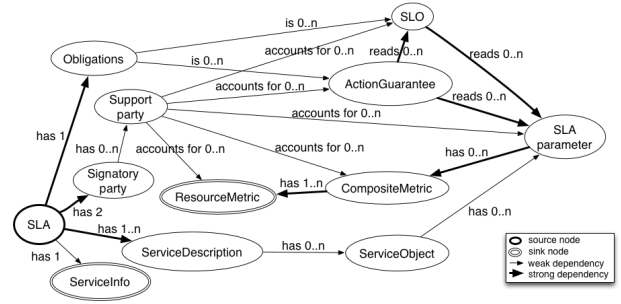 is 0..n
SLO
accounts for 0..n
reads 0..n
reads 0..n
Obligations
is 0..n
ActionGuarantee
accounts for 0..n
reads 0..n
Support
party
accounts for 0..n
SLA
parameter
has 1
has 0..n
accounts for 0..n
accounts for 0..n
has 0..n
Signatory
party
has 1..n
CompositeMetric
ResourceMetric
has 2
SLA
has 1..n
has 0..n
has 1
ServiceDescription
has 0..n
ServiceObject
ServiceInfo
source node
sink node
weak dependency
strong dependency